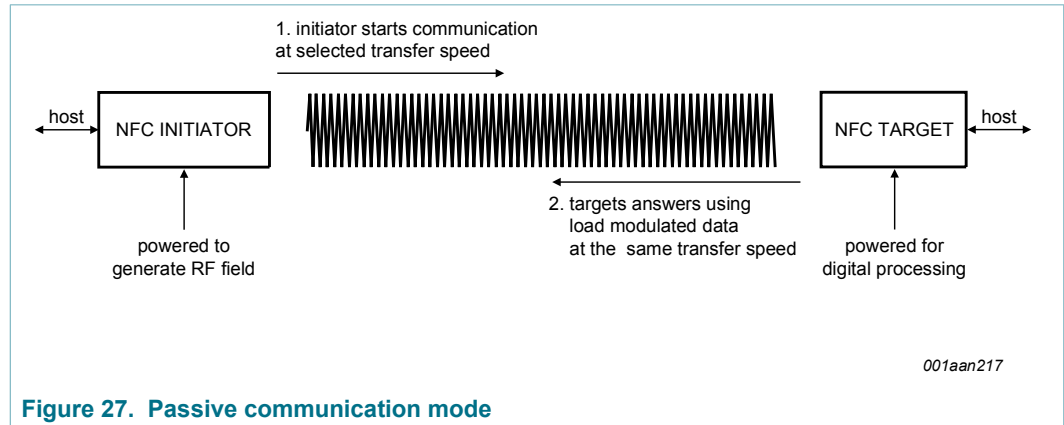 1. initiator starts communication
at selected transfer speed
host
NFC INITIATOR
NFC TARGET
host
2. targets answers using
load modulated data
at the same transfer speed
powered to
generate RF field
powered for
digital processing
001aan217
Figure 27. Passive communication mode